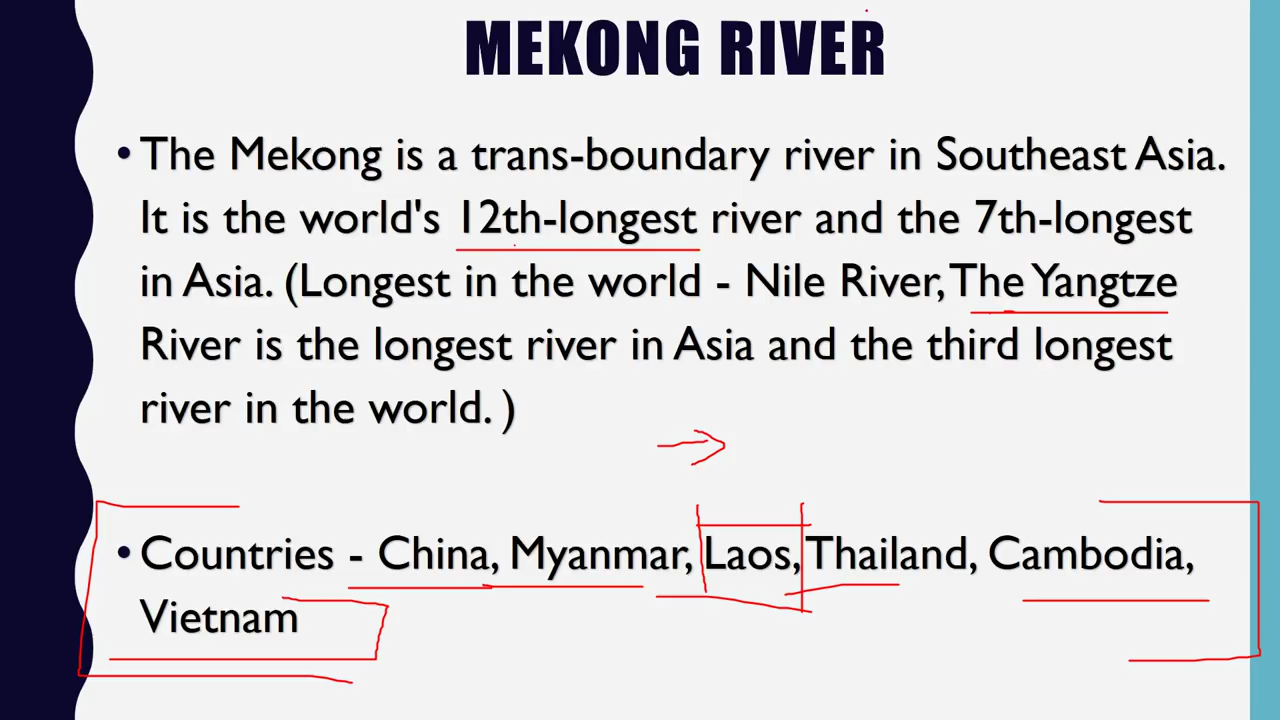 MEKONG RIVER
• The Mekong is a trans-boundary river in Southeast Asia.
It is the world's 12th-longest river and the 7th-longest
in Asia. (Longest in the world - Nile River, The Yangtze
River is the longest river in Asia and the third longest
river in the world. )
• Countries - China, Myanmar, Laos, Thailand, Cambodia,
Vietnam